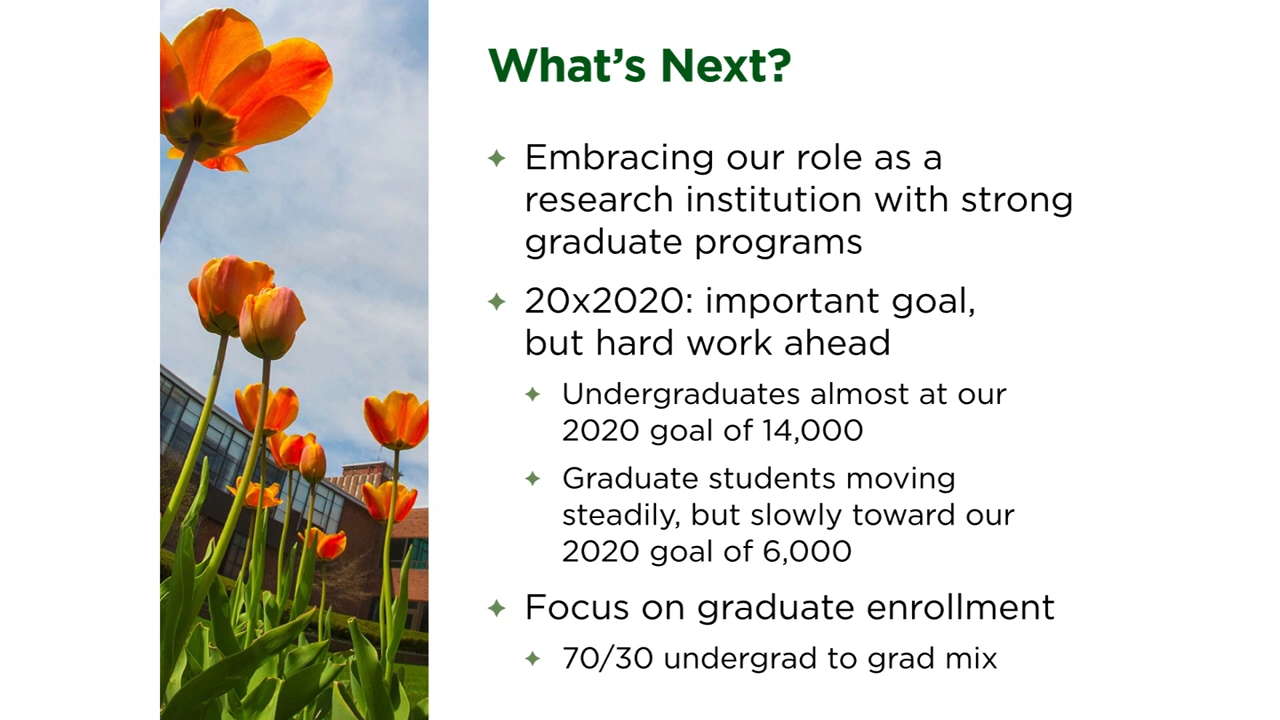 What’s Next?
Embracing our role as a
research institution with strong
graduate programs
20x2020: important goal,
but hard work ahead
Undergraduates almost at our
2020 goal of 14,000
Graduate students moving
steadily, but slowly toward our
2020 goal of 6,000
Focus on graduate enrollment
70/30 undergrad to grad mix